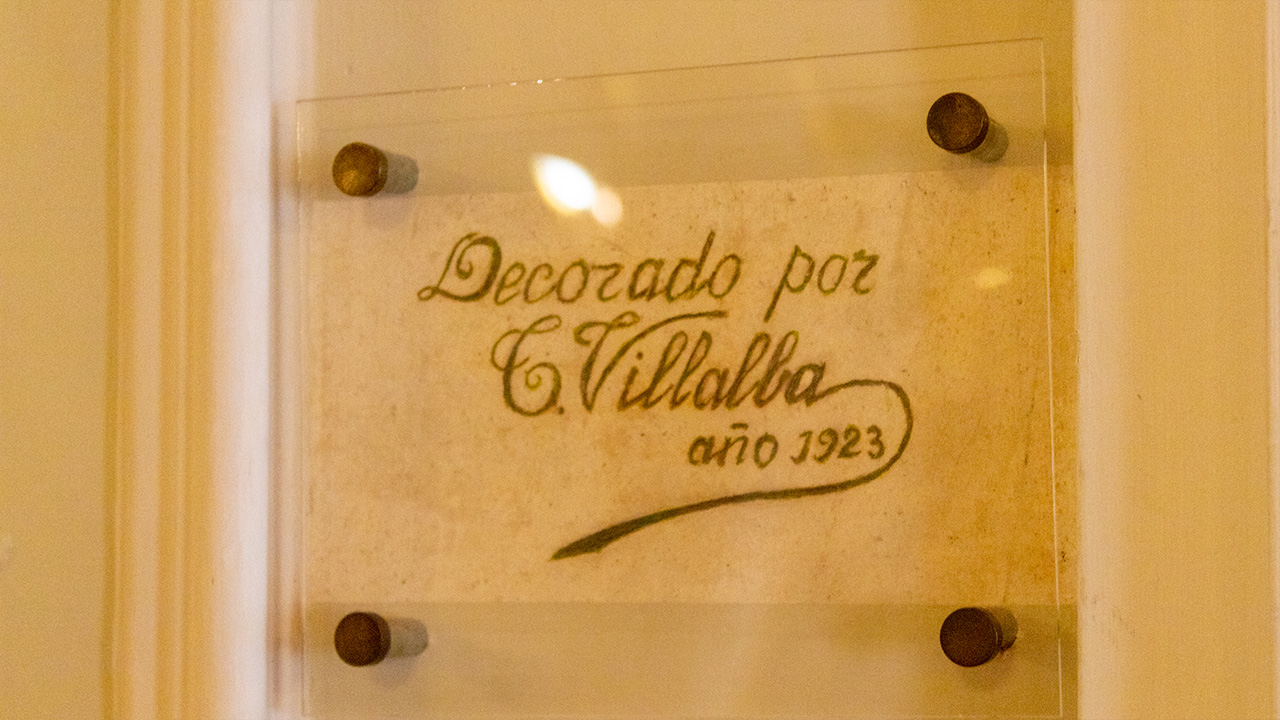 Decorado por
C. Villalba
año 1923